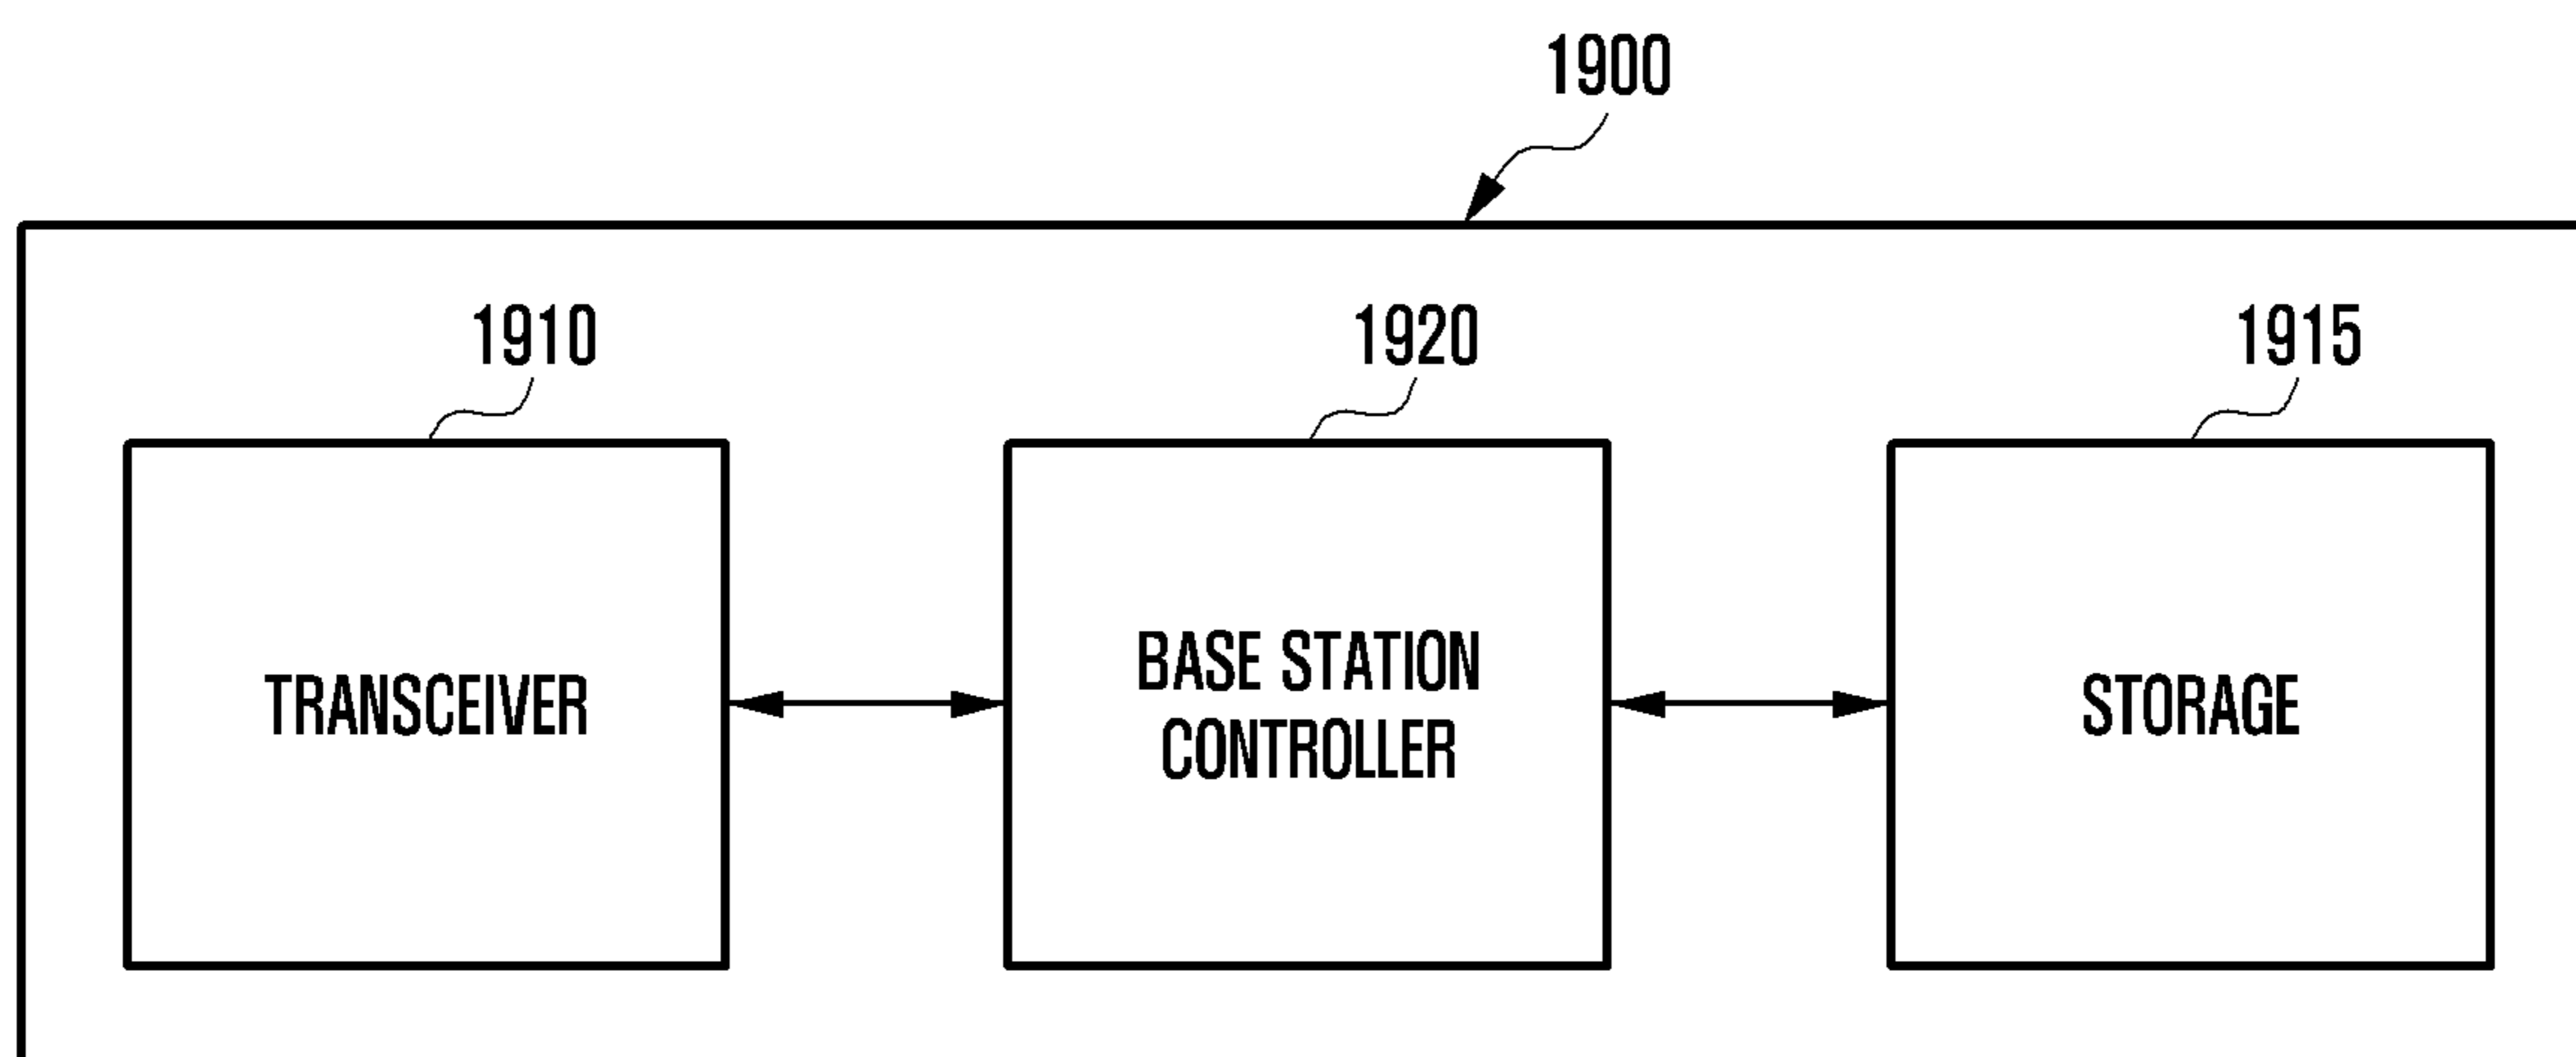 1900
1910
1920
1915
TRANSCEIVER
BASE STATION
CONTROLLER
STORAGE